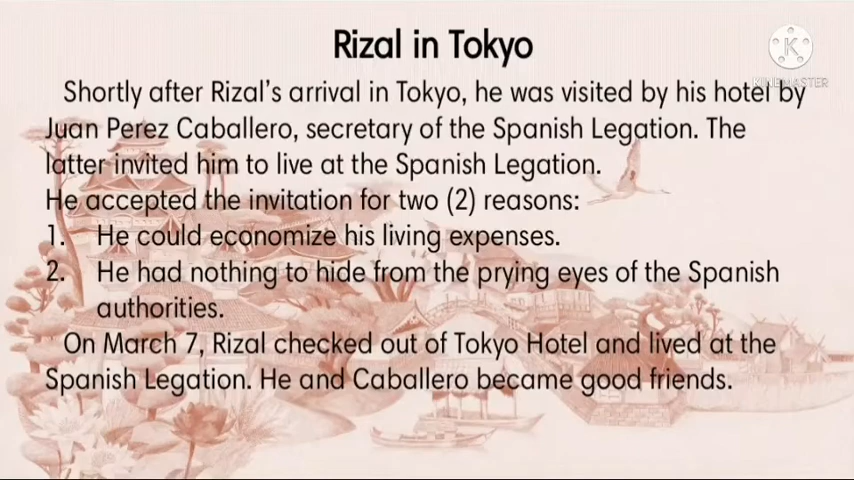 Rizal in Tokyo
K
KINEMASTER
Shortly after Rizal's arrival in Tokyo, he was visited by his hotel by
Juan Perez Caballero, secretary of the Spanish Legation. The
latter invited him to live at the Spanish Legation.
He accepted the invitation for two (2) reasons:
1. He could economize his living expenses.
2. He had nothing to hide from the prying eyes of the Spanish
authorities.
On March 7, Rizal checked out of Tokyo Hotel and lived at the
Spanish Legation. He and Caballero became good friends.